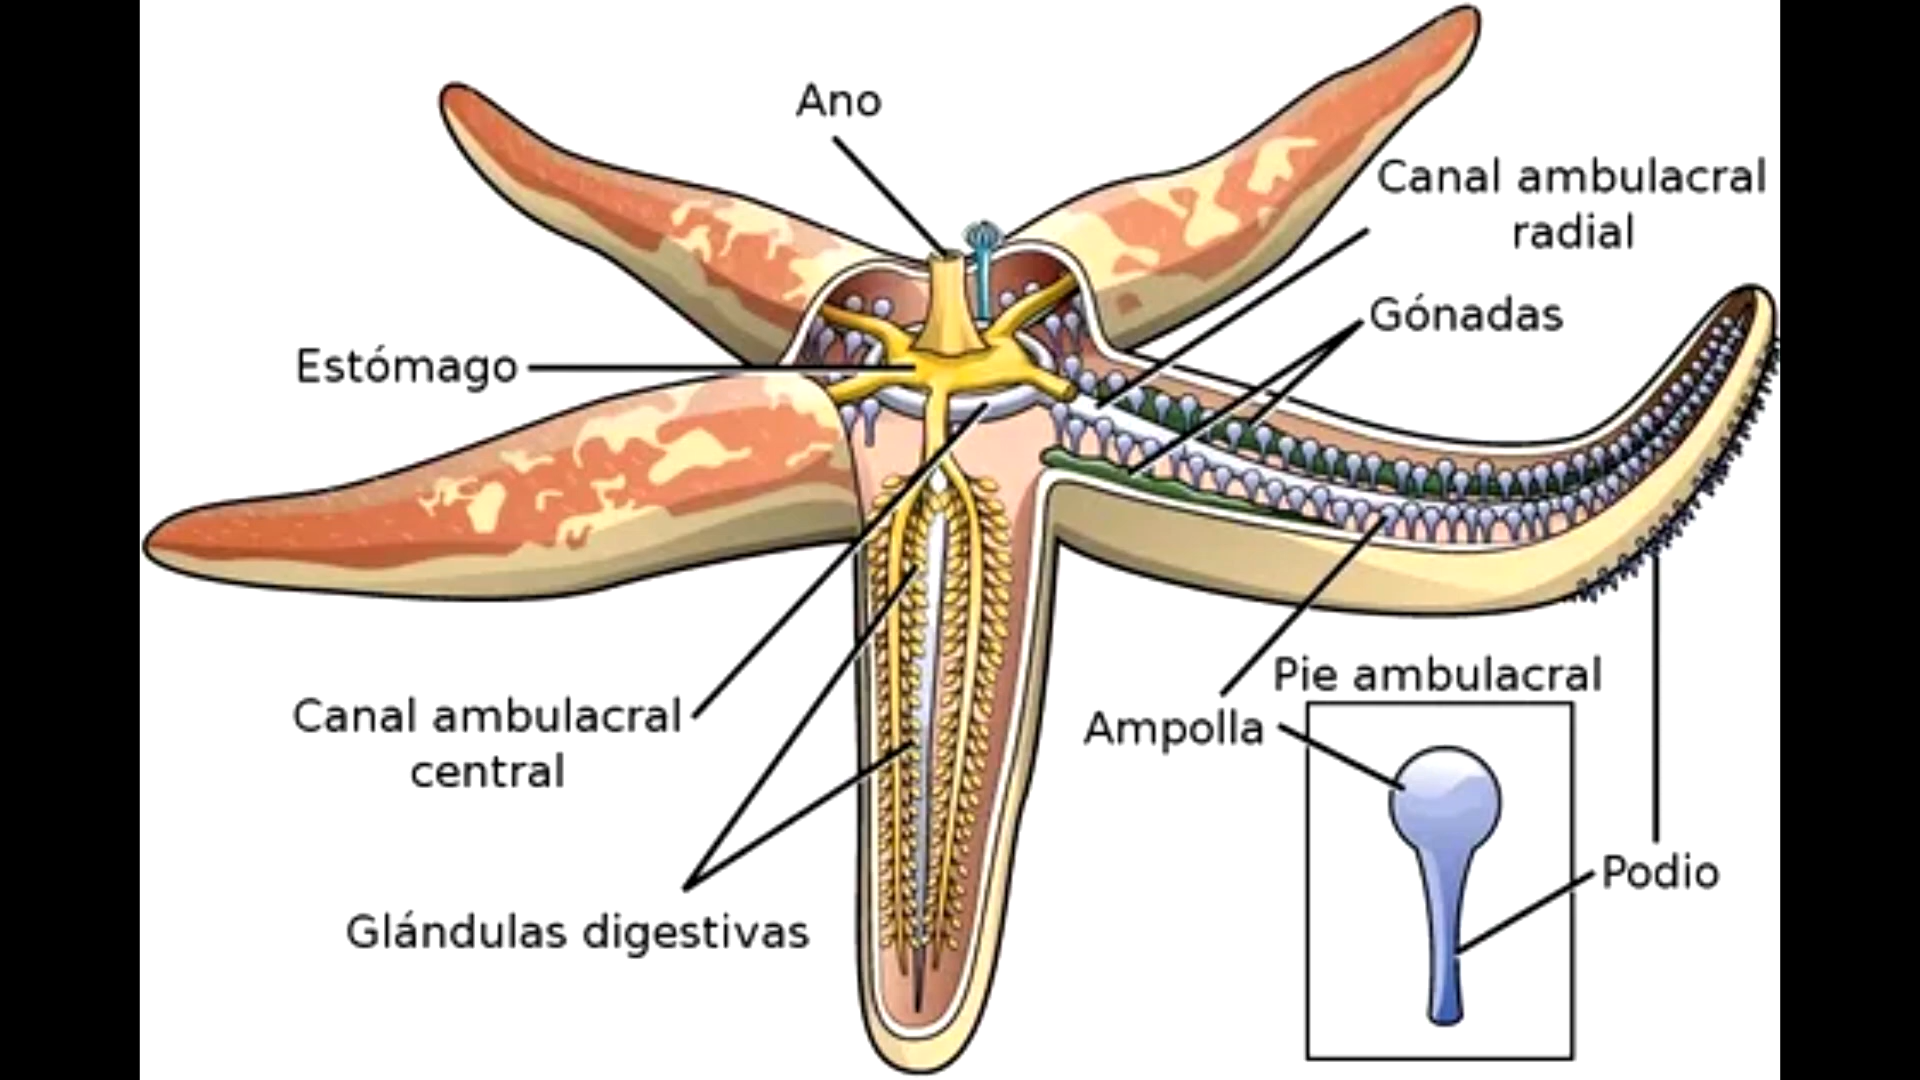 Ano
Canal ambulacral
radial
Gónadas
Estómago
Pie ambulacral
Canal ambulacral
central
Ampolla
Podio
Glándulas digestivas